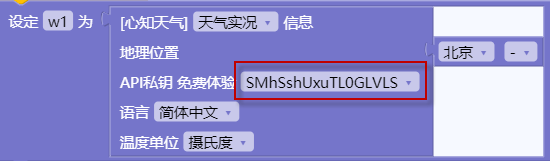 设定 w1 为 [心知天气] 天气实况 信息
地理位置 北京 -
API私钥 免费体验 SMhSshUxuTL0GLVLS
语言 简体中文
温度单位 摄氏度